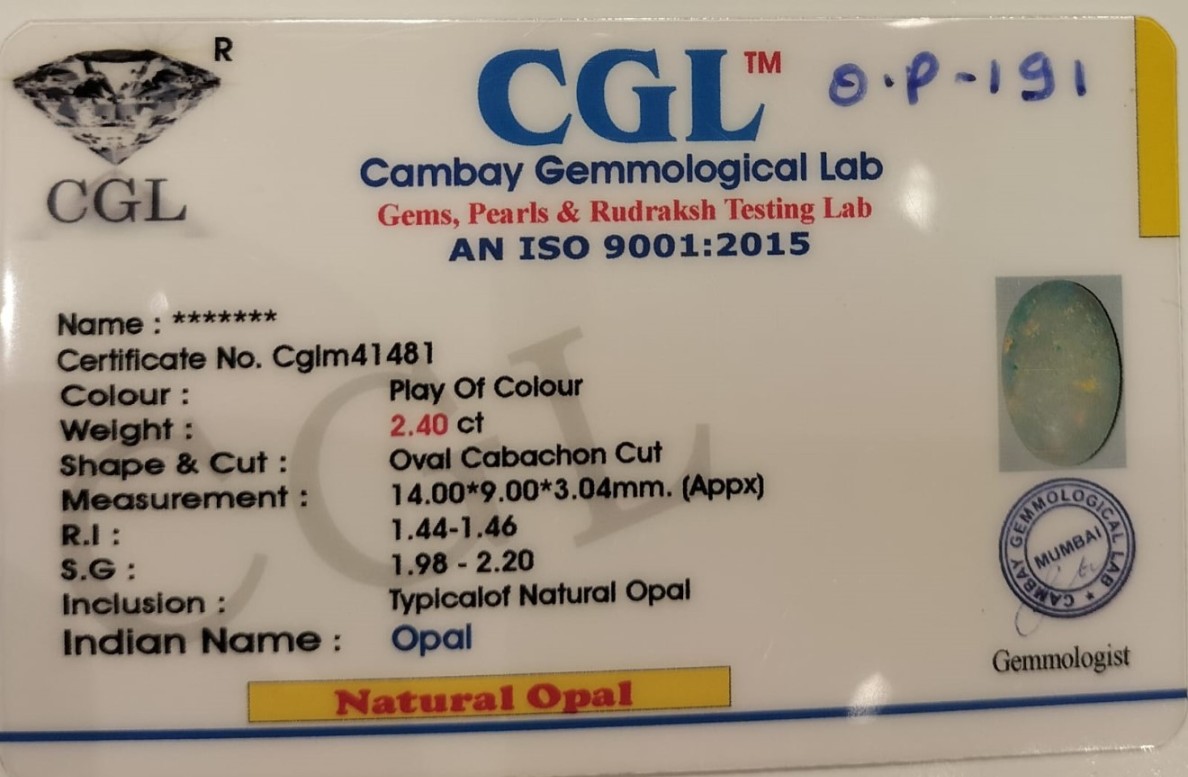 R
CGL
CGL™
O.P-191
Cambay Gemmological Lab
Gems, Pearls & Rudraksh Testing Lab
AN ISO 9001:2015
Name : *******
Certificate No. Cglm41481
Colour : Play Of Colour
Weight : 2.40 ct
Shape & Cut : Oval Cabachon Cut
Measurement : 14.00*9.00*3.04mm. (Appx)
R.I : 1.44-1.46
S.G : 1.98 - 2.20
Inclusion : Typicalof Natural Opal
Indian Name : Opal
Natural Opal
CGL
CAMBAY GEMMOLOGICAL LAB ★
MUMBAI
Gemmologist